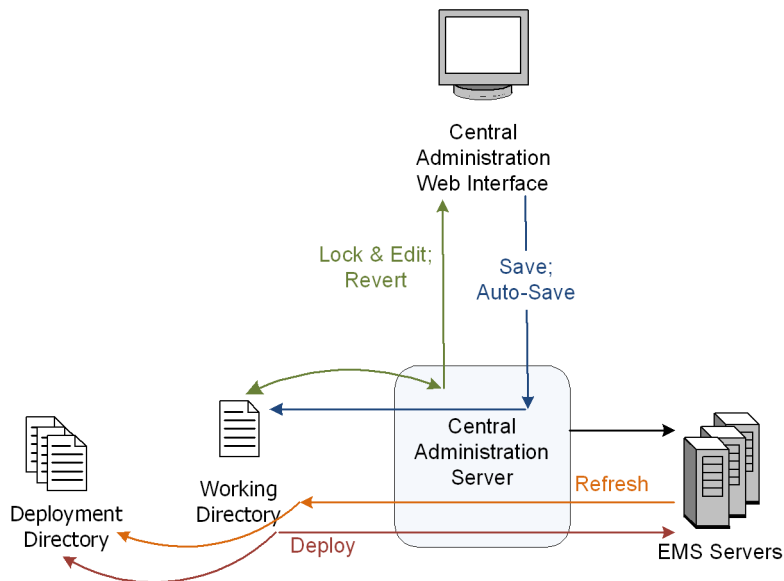 Central
Administration
Web Interface
Lock & Edit;
Revert
Save;
Auto-Save
Central
Administration
Server
Working
Directory
Deployment
Directory
Refresh
Deploy
EMS Servers